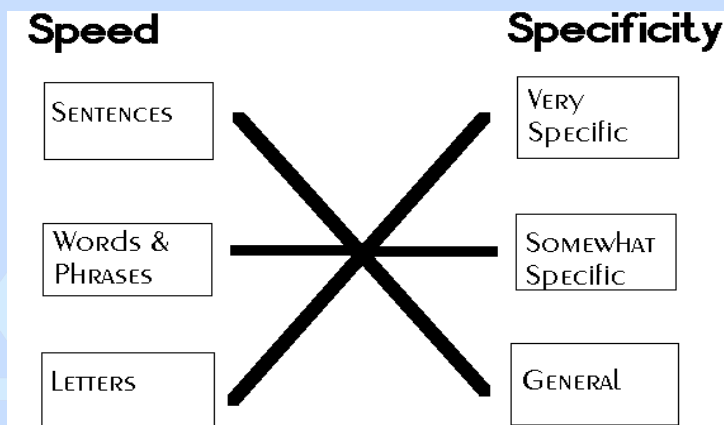 Speed
Specificity
Sentences
Very
Specific
Words &
Phrases
Somewhat
Specific
Letters
General